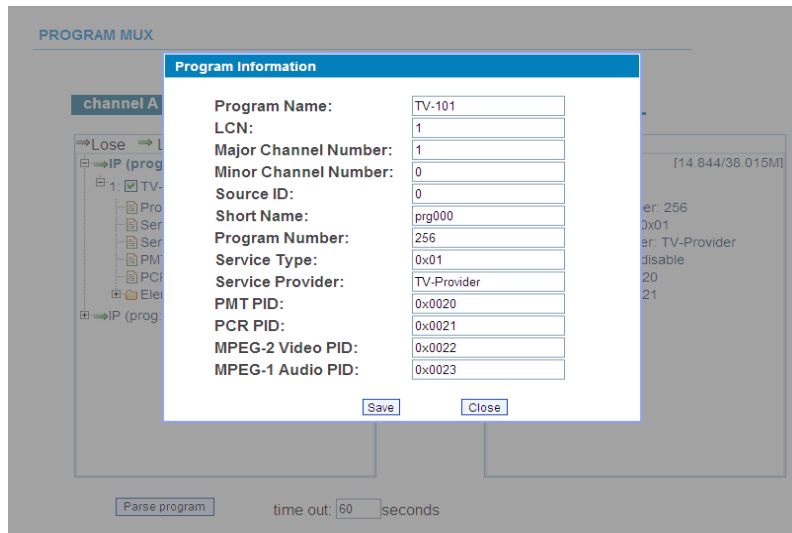 PROGRAM MUX
Program Information
channel A
Program Name: TV-101
LCN: 1
Major Channel Number: 1
Minor Channel Number: 0
Source ID: 0
Short Name: prg000
Program Number: 256
Service Type: 0x01
Service Provider: TV-Provider
PMT PID: 0x0020
PCR PID: 0x0021
MPEG-2 Video PID: 0x0022
MPEG-1 Audio PID: 0x0023
Save Close
Lose
IP (prog
1: TV-
Pro
Ser
Ser
PMT
PCR
Eler
IP (prog:
[14.844/38.015M]
er: 256
0x01
er: TV-Provider
disable
20
21
Parse program time out: 60 seconds